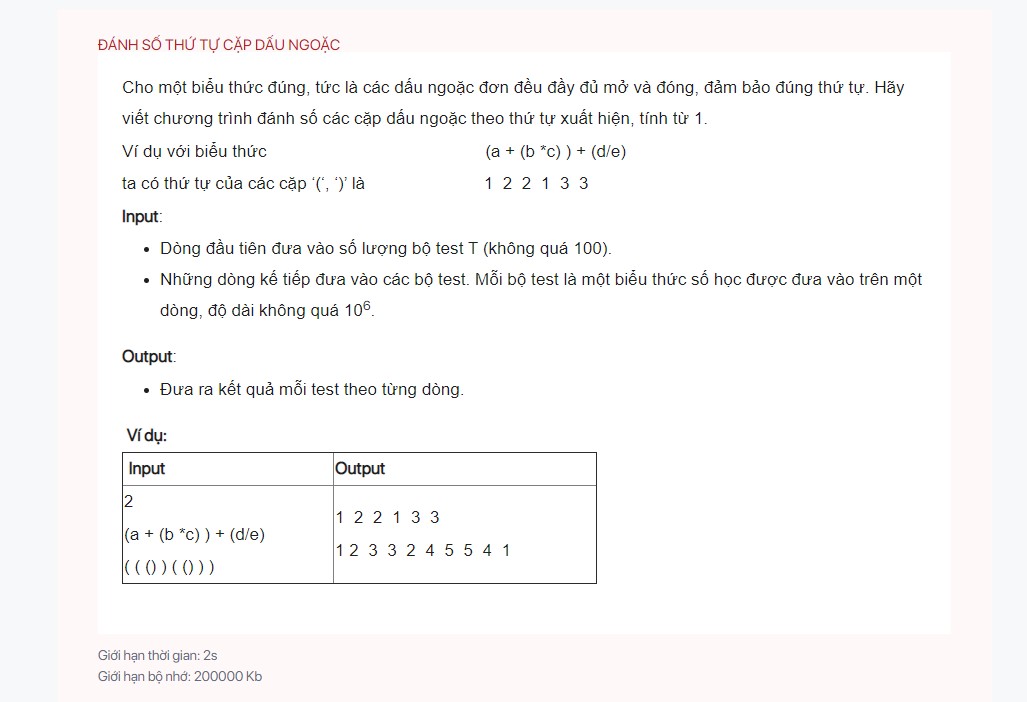 ĐÁNH SỐ THỨ TỰ CẶP DẤU NGOẶC
Cho một biểu thức đúng, tức là các dấu ngoặc đơn đều đầy đủ mở và đóng, đảm bảo đúng thứ tự. Hãy
viết chương trình đánh số các cặp dấu ngoặc theo thứ tự xuất hiện, tính từ 1.
Ví dụ với biểu thức (a + (b *c) ) + (d/e)
ta có thứ tự của các cặp ‘(‘, ‘)’ là 1 2 2 1 3 3
Input:
• Dòng đầu tiên đưa vào số lượng bộ test T (không quá 100).
• Những dòng kế tiếp đưa vào các bộ test. Mỗi bộ test là một biểu thức số học được đưa vào trên một
dòng, độ dài không quá 10⁶.
Output:
• Đưa ra kết quả mỗi test theo từng dòng.
Ví dụ:
Input Output
2
(a + (b *c) ) + (d/e)
( ( () ) ( () ) )
1 2 2 1 3 3
1 2 3 3 2 4 5 5 4 1
Giới hạn thời gian: 2s
Giới hạn bộ nhớ: 200000 Kb